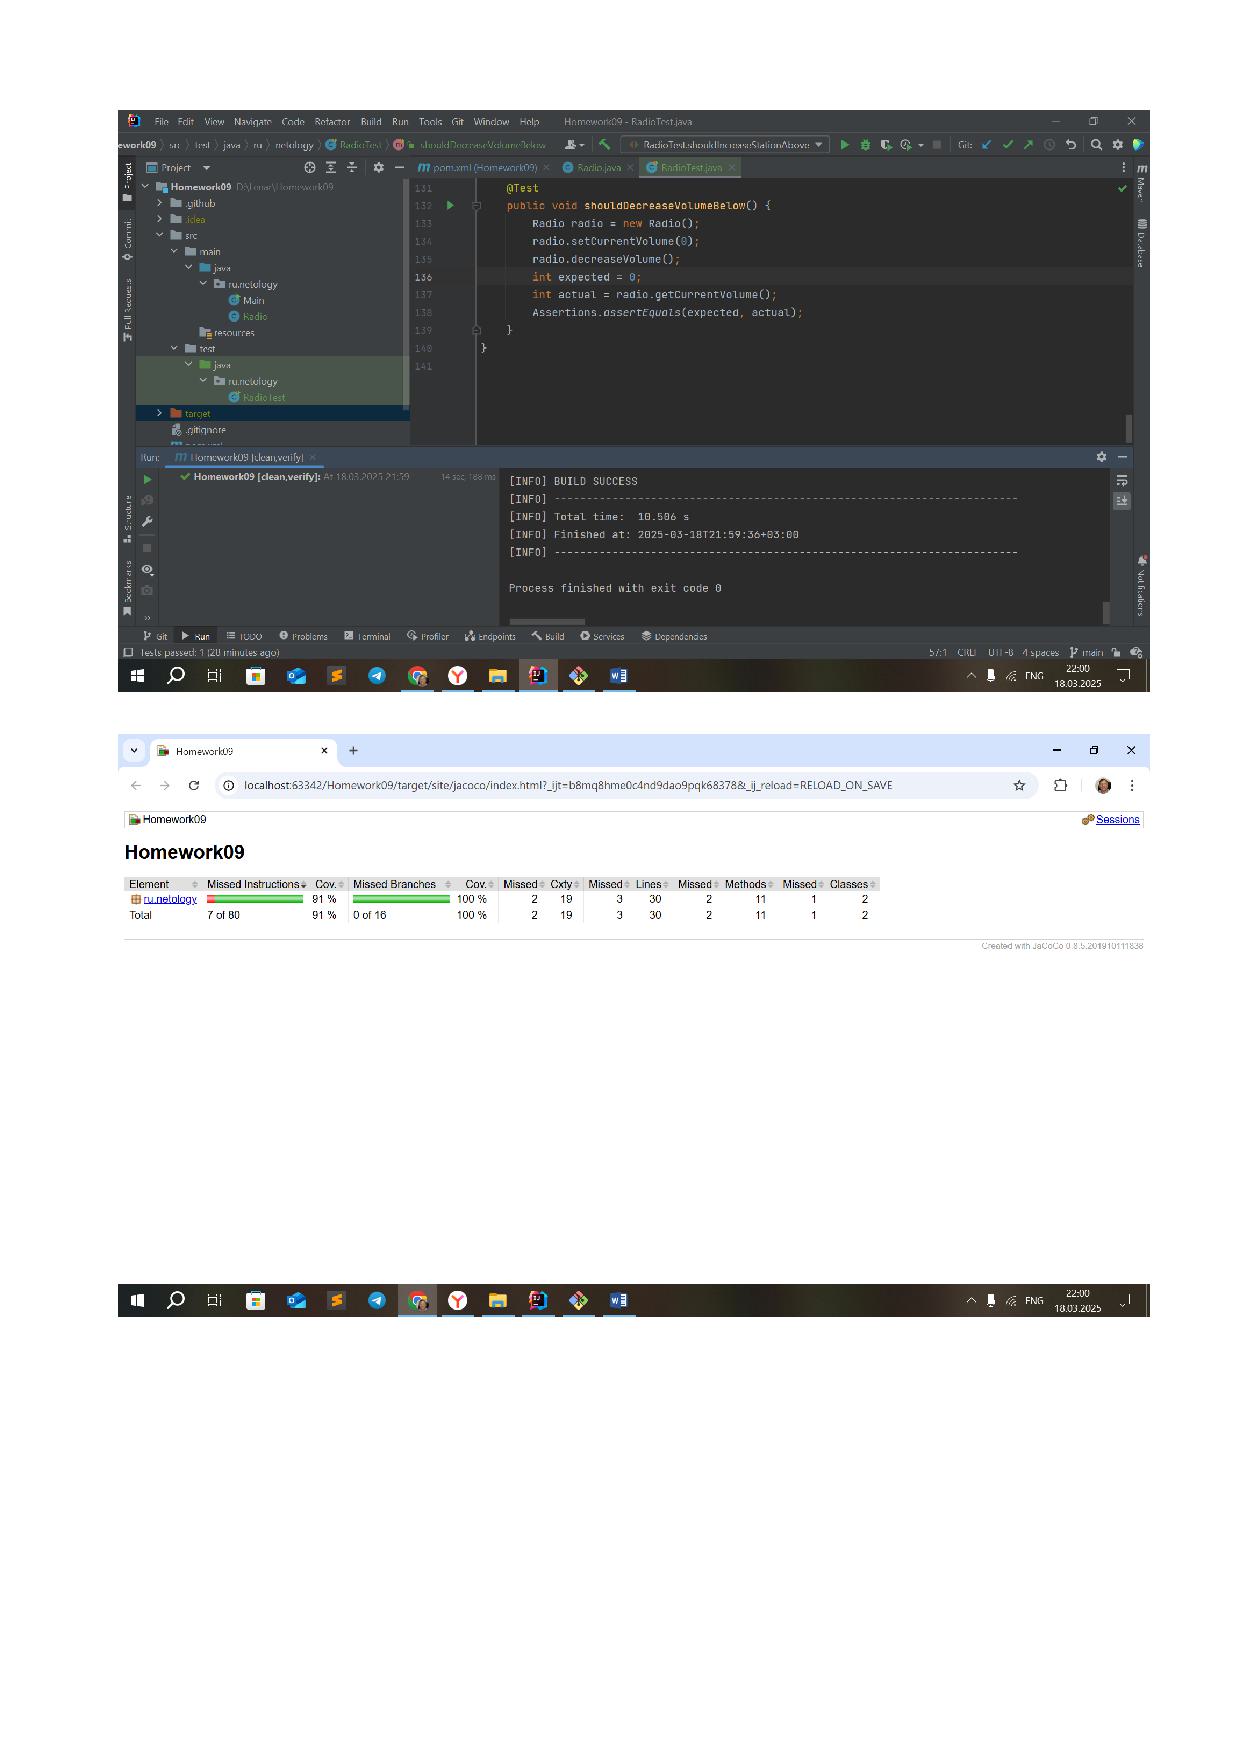 File Edit View Navigate Code Refactor Build Run Tools Git Window Help Homework09 - RadioTest.java
ework09 src test java ru netology RadioTest shouldDecreaseVolumeBelow RadioTest.shouldIncreaseStationAbove Git:
Project
pom.xml (Homework09) Radio.java RadioTest.java
Homework09 D:\Lonar\Homework09
.github
.idea
src
main
java
ru.netology
Main
Radio
resources
test
java
ru.netology
RadioTest
target
.gitignore
131 @Test
132 public void shouldDecreaseVolumeBelow() {
133 Radio radio = new Radio();
134 radio.setCurrentVolume(0);
135 radio.decreaseVolume();
136 int expected = 0;
137 int actual = radio.getCurrentVolume();
138 Assertions.assertEquals(expected, actual);
139 }
140 }
141
Project
Commit
Pull Requests
Structure
Bookmarks
Maven
Database
Notifications
Run: Homework09 [clean,verify]
Homework09 [clean,verify]: At 18.03.2025 21:59 14 sec, 188 ms
[INFO] BUILD SUCCESS
[INFO] ------------------------------------------------------------------------
[INFO] Total time:  10.506 s
[INFO] Finished at: 2025-03-18T21:59:36+03:00
[INFO] ------------------------------------------------------------------------
Process finished with exit code 0
Git Run TODO Problems Terminal Profiler Endpoints Build Services Dependencies
Tests passed: 1 (28 minutes ago) 57:1 CRLF UTF-8 4 spaces main
ENG 22:00
18.03.2025
Homework09
localhost:63342/Homework09/target/site/jacoco/index.html?_ijt=b8mq8hme0c4nd9dao9pqk68378&_ij_reload=RELOAD_ON_SAVE
Homework09 Sessions
Homework09
Element Missed Instructions Cov. Missed Branches Cov. Missed Cxty Missed Lines Missed Methods Missed Classes
ru.netology 91 % 100 % 2 19 3 30 2 11 1 2
Total 7 of 80 91 % 0 of 16 100 % 2 19 3 30 2 11 1 2
Created with JaCoCo 0.8.5.201910111838
ENG 22:00
18.03.2025